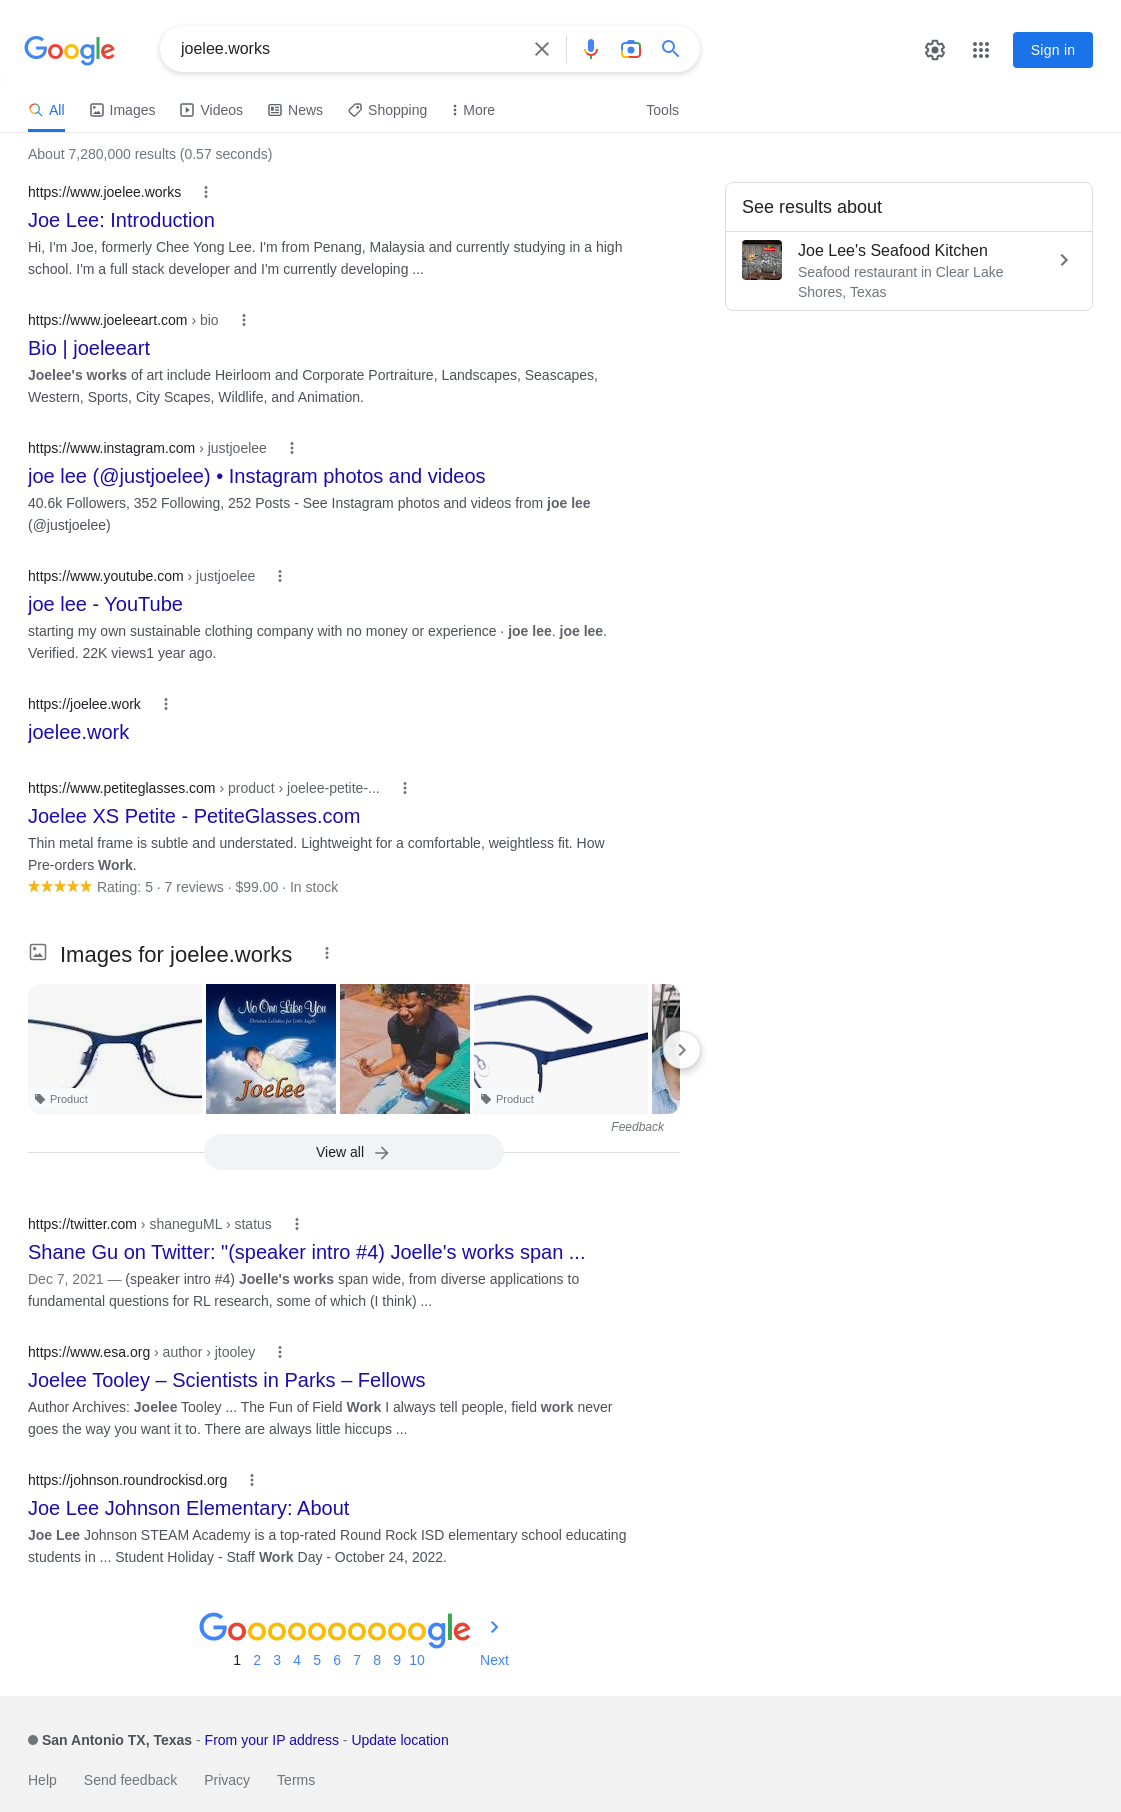 Google
joelee.works
Sign in
All
Images
Videos
News
Shopping
More
Tools
About 7,280,000 results (0.57 seconds)
https://www.joelee.works
Joe Lee: Introduction
Hi, I'm Joe, formerly Chee Yong Lee. I'm from Penang, Malaysia and currently studying in a high
school. I'm a full stack developer and I'm currently developing ...
See results about
Joe Lee's Seafood Kitchen
Seafood restaurant in Clear Lake
Shores, Texas
https://www.joeleeart.com › bio
Bio | joeleeart
Joelee's works of art include Heirloom and Corporate Portraiture, Landscapes, Seascapes,
Western, Sports, City Scapes, Wildlife, and Animation.
https://www.instagram.com › justjoelee
joe lee (@justjoelee) • Instagram photos and videos
40.6k Followers, 352 Following, 252 Posts - See Instagram photos and videos from joe lee
(@justjoelee)
https://www.youtube.com › justjoelee
joe lee - YouTube
starting my own sustainable clothing company with no money or experience · joe lee. joe lee.
Verified. 22K views1 year ago.
https://joelee.work
joelee.work
https://www.petiteglasses.com › product › joelee-petite-...
Joelee XS Petite - PetiteGlasses.com
Thin metal frame is subtle and understated. Lightweight for a comfortable, weightless fit. How
Pre-orders Work.
Rating: 5 · 7 reviews · $99.00 · In stock
Images for joelee.works
No One Like You
Christian Lullabies for Little Angels
Joelee
Product
Product
Feedback
View all
https://twitter.com › shaneguML › status
Shane Gu on Twitter: "(speaker intro #4) Joelle's works span ...
Dec 7, 2021 — (speaker intro #4) Joelle's works span wide, from diverse applications to
fundamental questions for RL research, some of which (I think) ...
https://www.esa.org › author › jtooley
Joelee Tooley – Scientists in Parks – Fellows
Author Archives: Joelee Tooley ... The Fun of Field Work I always tell people, field work never
goes the way you want it to. There are always little hiccups ...
https://johnson.roundrockisd.org
Joe Lee Johnson Elementary: About
Joe Lee Johnson STEAM Academy is a top-rated Round Rock ISD elementary school educating
students in ... Student Holiday - Staff Work Day - October 24, 2022.
Goooooooooogle
1 2 3 4 5 6 7 8 9 10 Next
San Antonio TX, Texas - From your IP address - Update location
Help Send feedback Privacy Terms